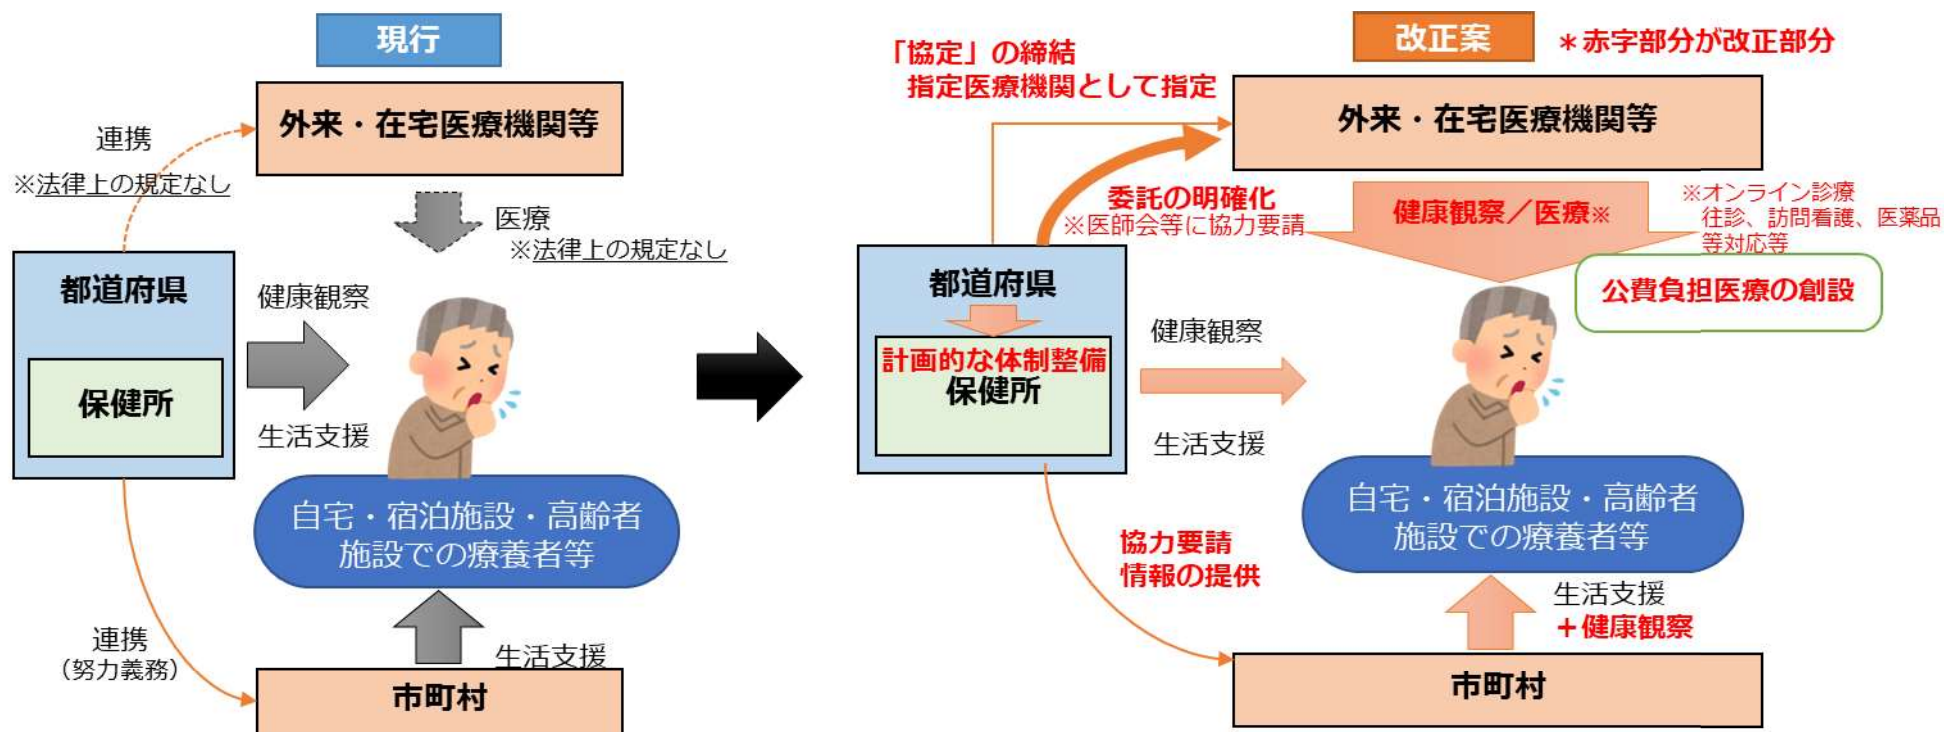 現行
外来・在宅医療機関等
連携
※法律上の規定なし
医療
※法律上の規定なし
都道府県
保健所
健康観察
生活支援
自宅・宿泊施設・高齢者
施設での療養者等
連携
（努力義務）
生活支援
市町村
改正案
＊赤字部分が改正部分
「協定」の締結
指定医療機関として指定
外来・在宅医療機関等
委託の明確化
※医師会等に協力要請
健康観察／医療※
※オンライン診療
往診、訪問看護、医薬品
等対応等
公費負担医療の創設
都道府県
計画的な体制整備
保健所
健康観察
生活支援
自宅・宿泊施設・高齢者
施設での療養者等
協力要請
情報の提供
生活支援
＋健康観察
市町村